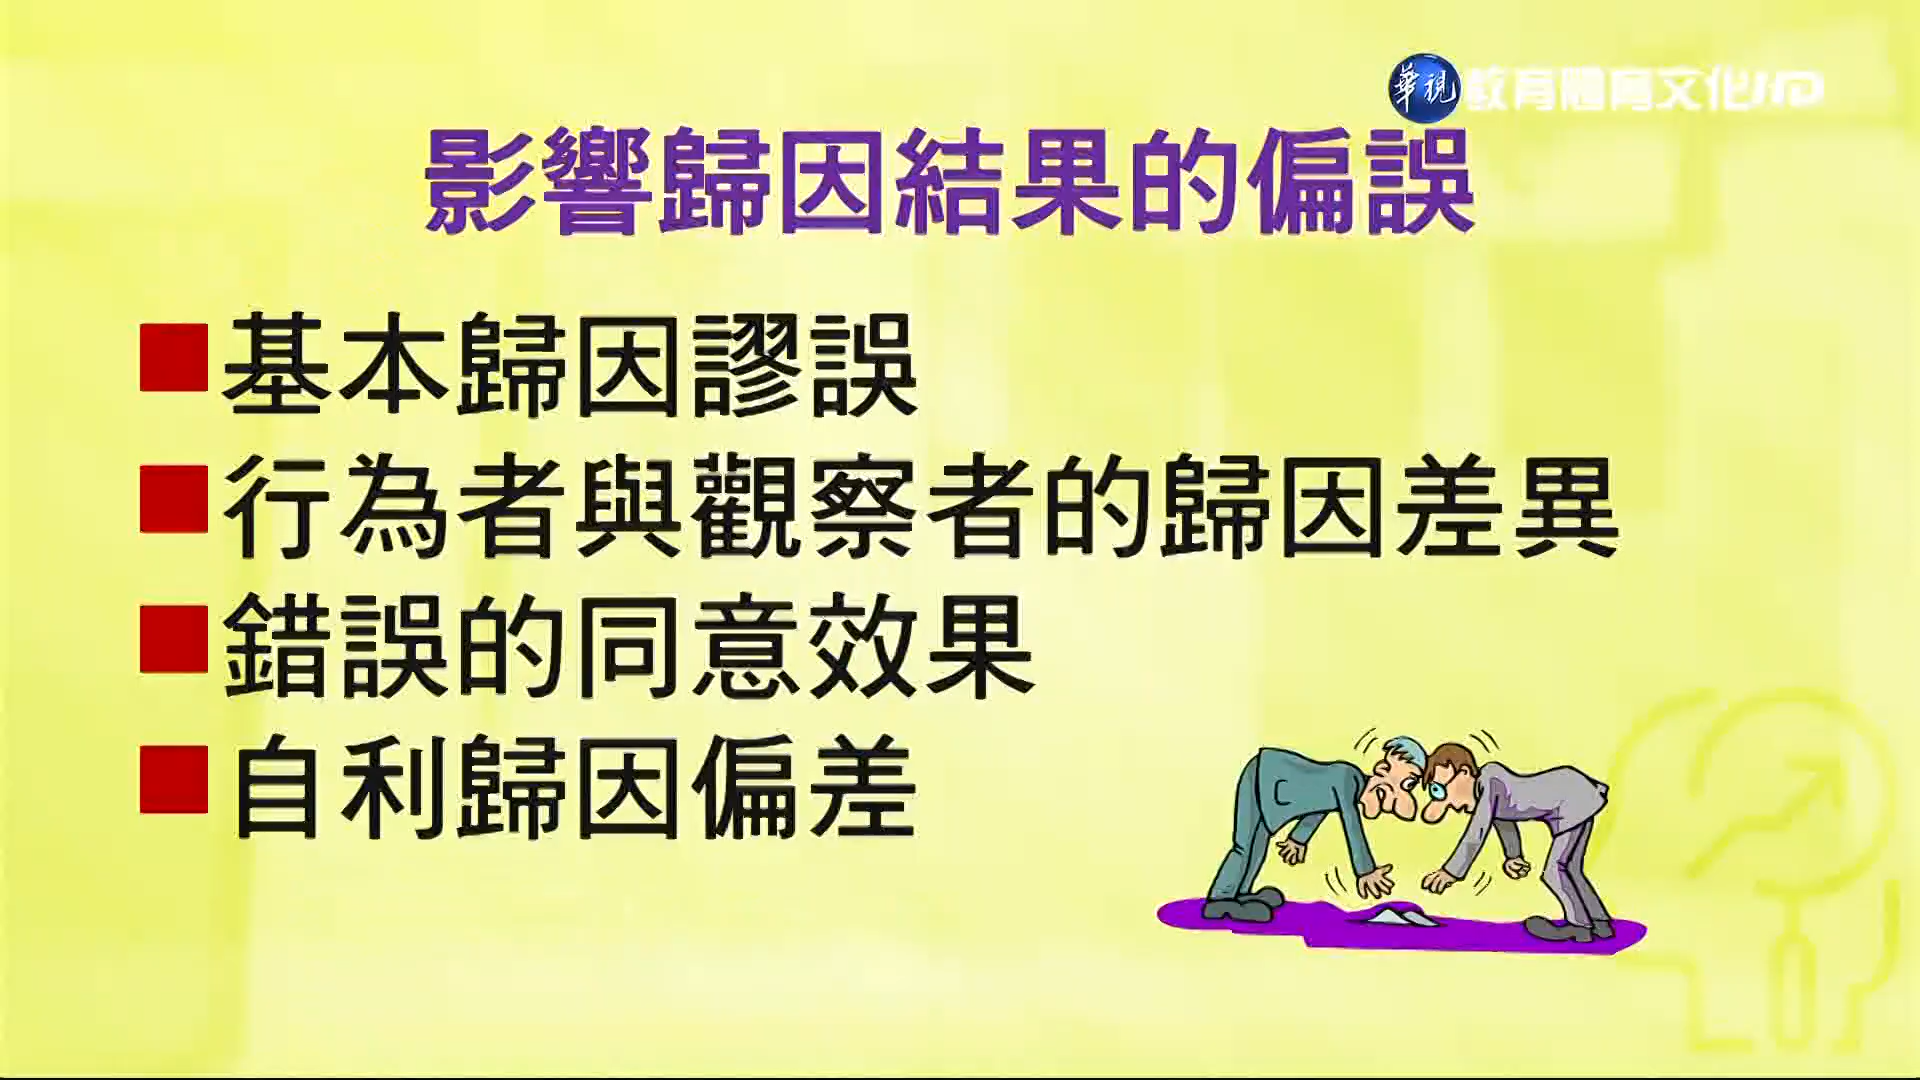 華視 教育體育文化HD
影響歸因結果的偏誤
基本歸因謬誤
行為者與觀察者的歸因差異
錯誤的同意效果
自利歸因偏差